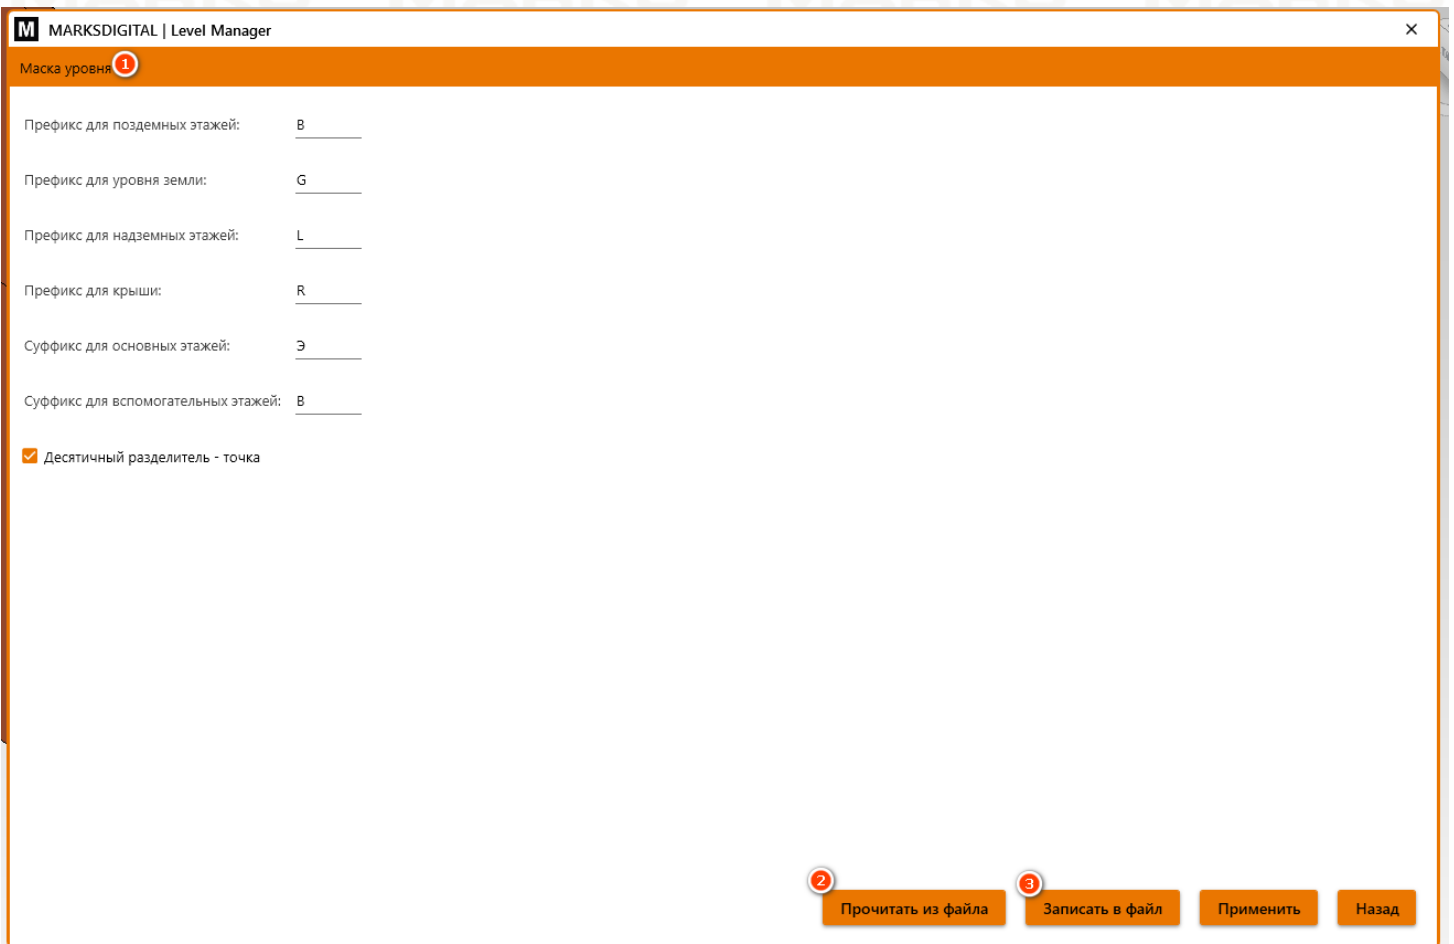 M MARKSDIGITAL | Level Manager
Маска уровня 1
Префикс для поздемных этажей: B
Префикс для уровня земли: G
Префикс для надземных этажей: L
Префикс для крыши: R
Суффикс для основных этажей: Э
Суффикс для вспомогательных этажей: В
Десятичный разделитель - точка
2 3
Прочитать из файла Записать в файл Применить Назад